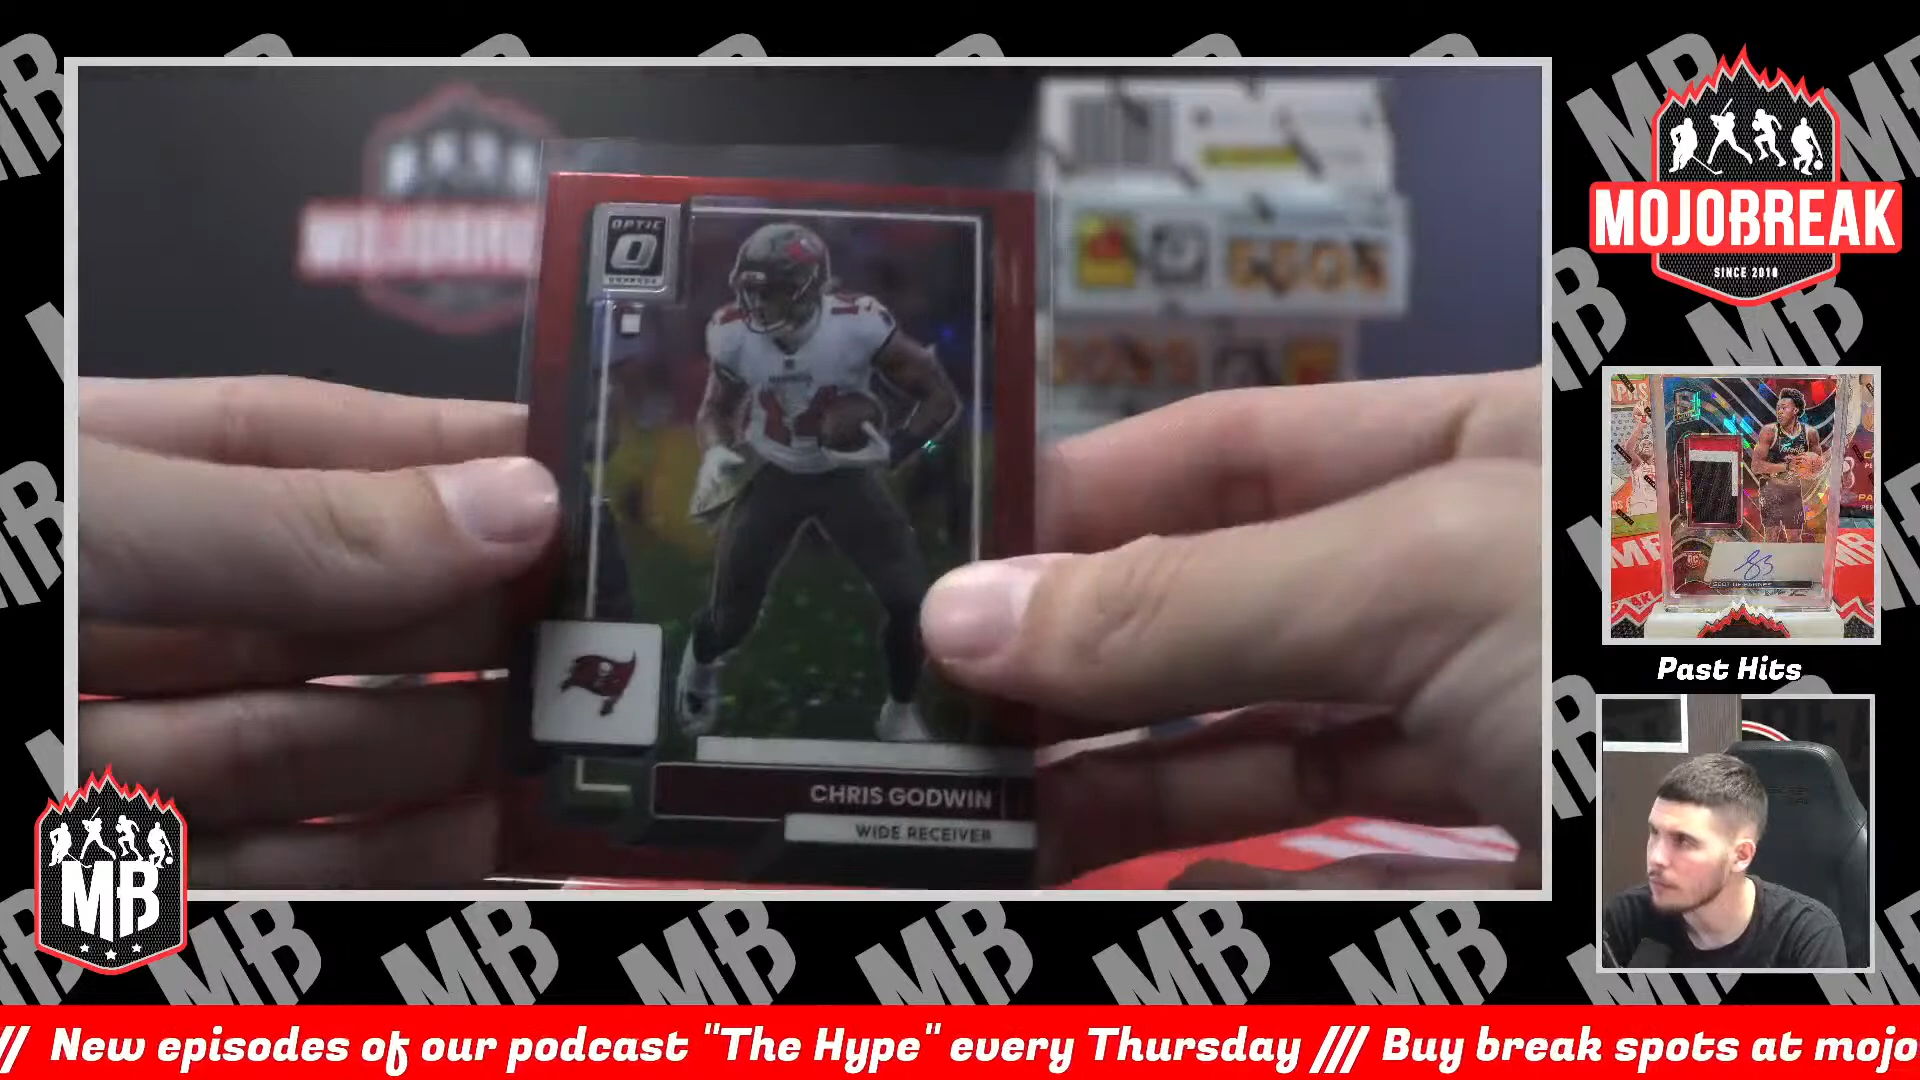 OPTIC
CHRIS GODWIN
WIDE RECEIVER
MOJOBREAK
SINCE 2010
Past Hits
MB
// New episodes of our podcast "The Hype" every Thursday /// Buy break spots at mojo